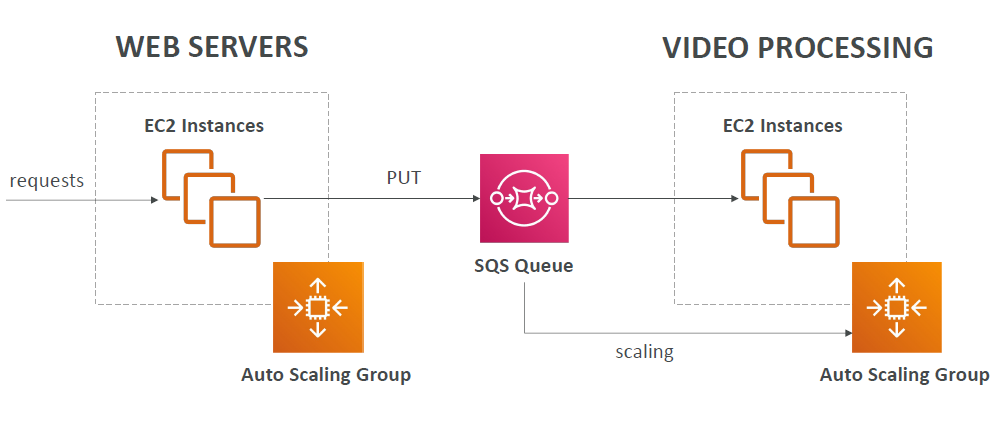 WEB SERVERS
VIDEO PROCESSING
EC2 Instances
EC2 Instances
requests
PUT
SQS Queue
scaling
Auto Scaling Group
Auto Scaling Group